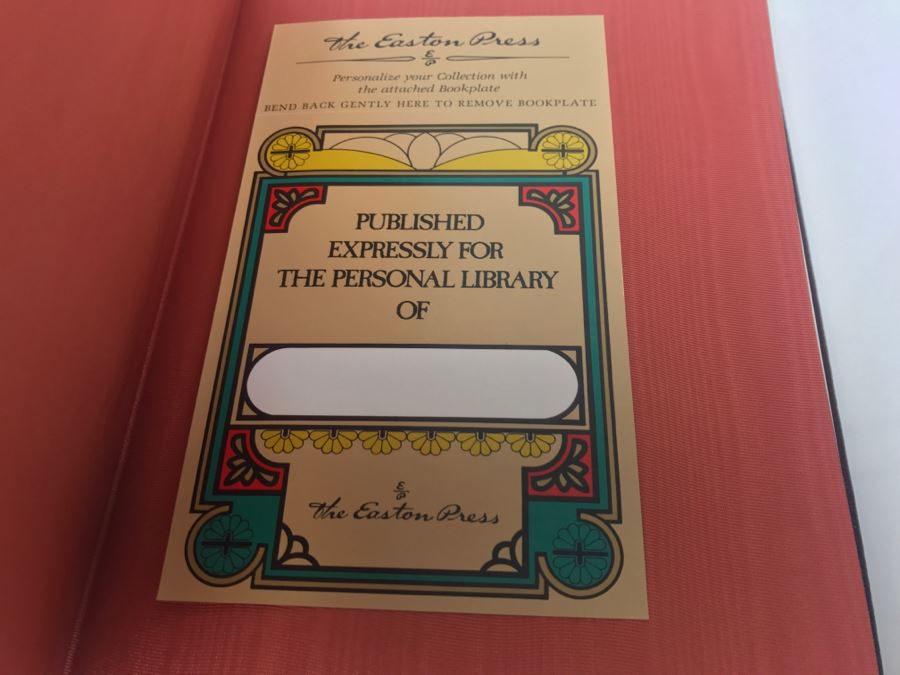 The Easton Press
Personalize your Collection with
the attached Bookplate
BEND BACK GENTLY HERE TO REMOVE BOOKPLATE
PUBLISHED
EXPRESSLY FOR
THE PERSONAL LIBRARY
OF
The Easton Press